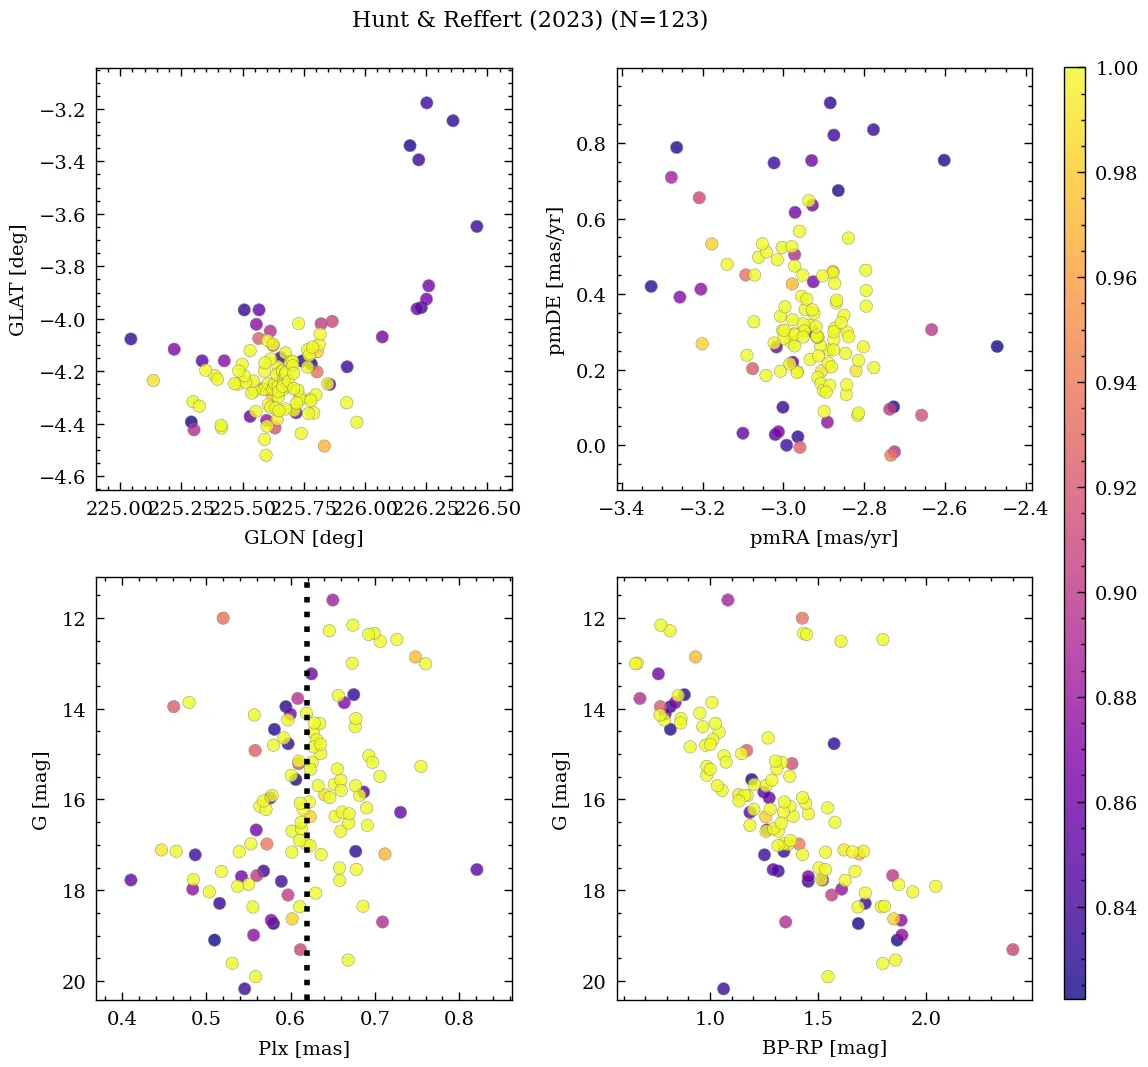 Hunt & Reffert (2023) (N=123)
−3.2
−3.4
−3.6
−3.8
−4.0
−4.2
−4.4
−4.6
GLAT [deg]
225.00 225.25 225.50 225.75 226.00 226.25 226.50
GLON [deg]
0.8
0.6
0.4
0.2
0.0
pmDE [mas/yr]
−3.4 −3.2 −3.0 −2.8 −2.6 −2.4
pmRA [mas/yr]
12
14
16
18
20
G [mag]
0.4 0.5 0.6 0.7 0.8
Plx [mas]
12
14
16
18
20
G [mag]
1.0 1.5 2.0
BP-RP [mag]
1.00
0.98
0.96
0.94
0.92
0.90
0.88
0.86
0.84